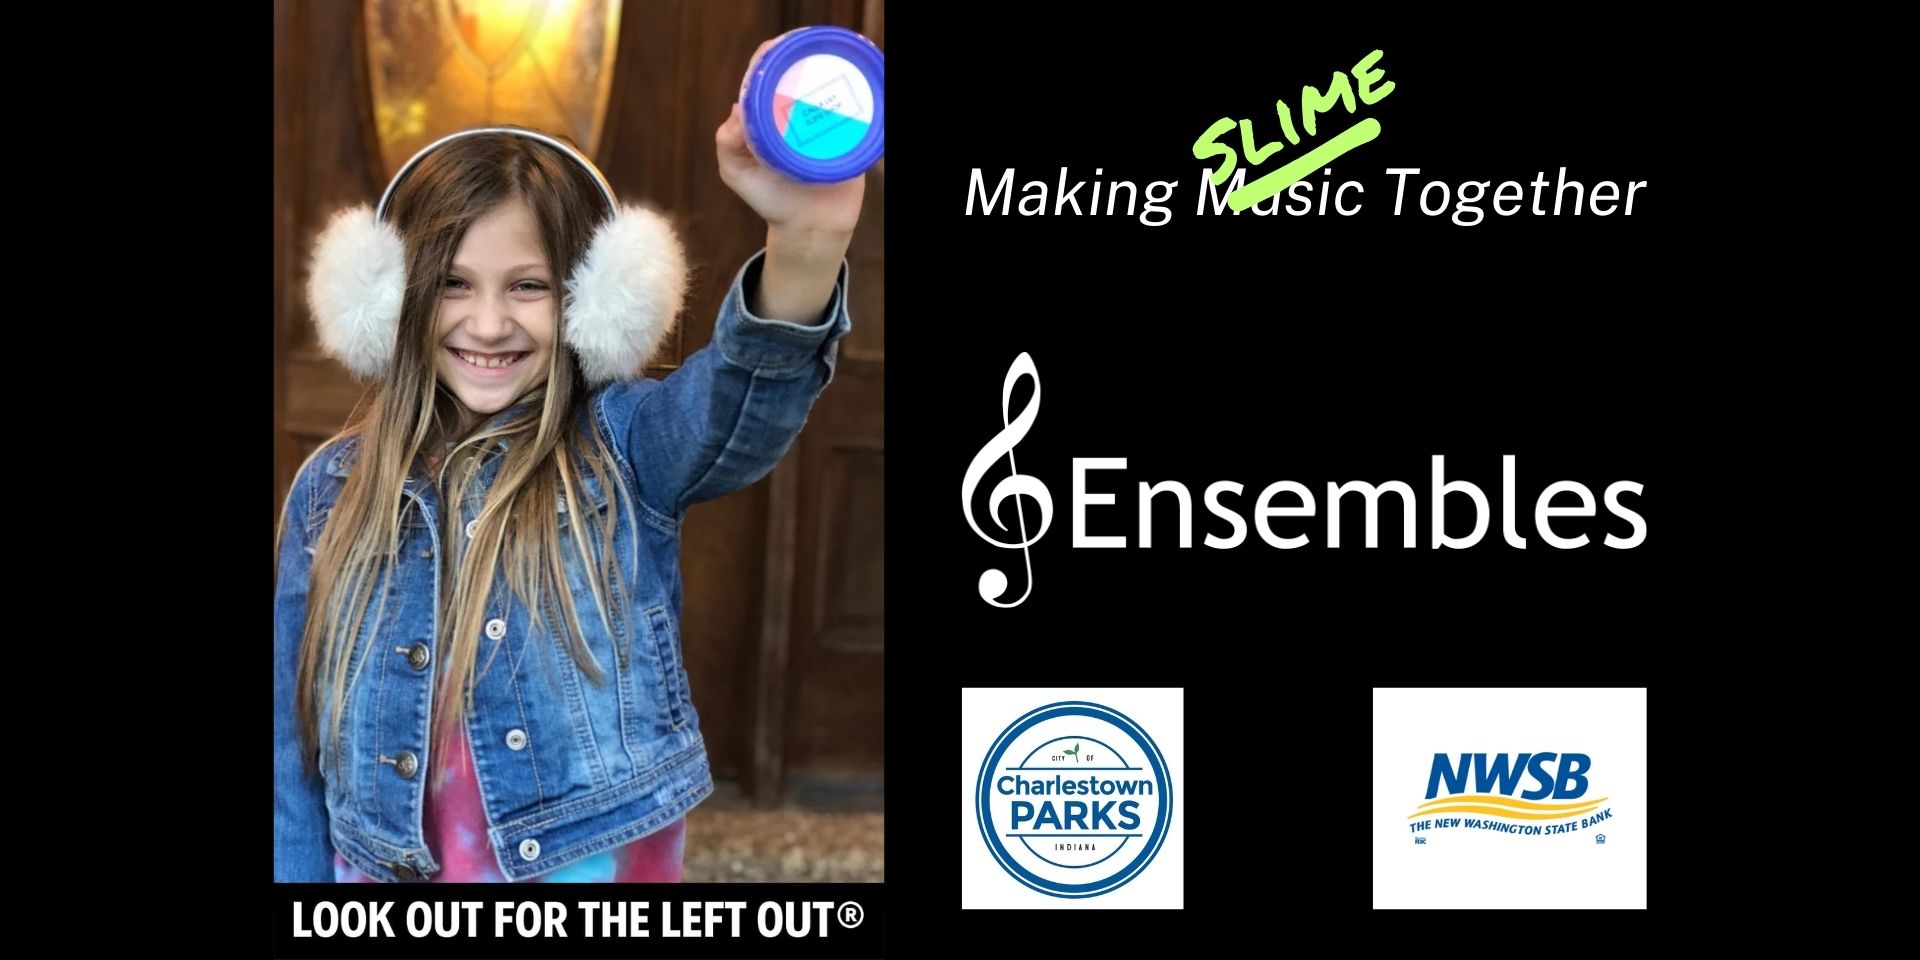 SLIME
Making Music Together
Ensembles
CITY OF
Charlestown
PARKS
INDIANA
NWSB
THE NEW WASHINGTON STATE BANK
FDIC
LOOK OUT FOR THE LEFT OUT®